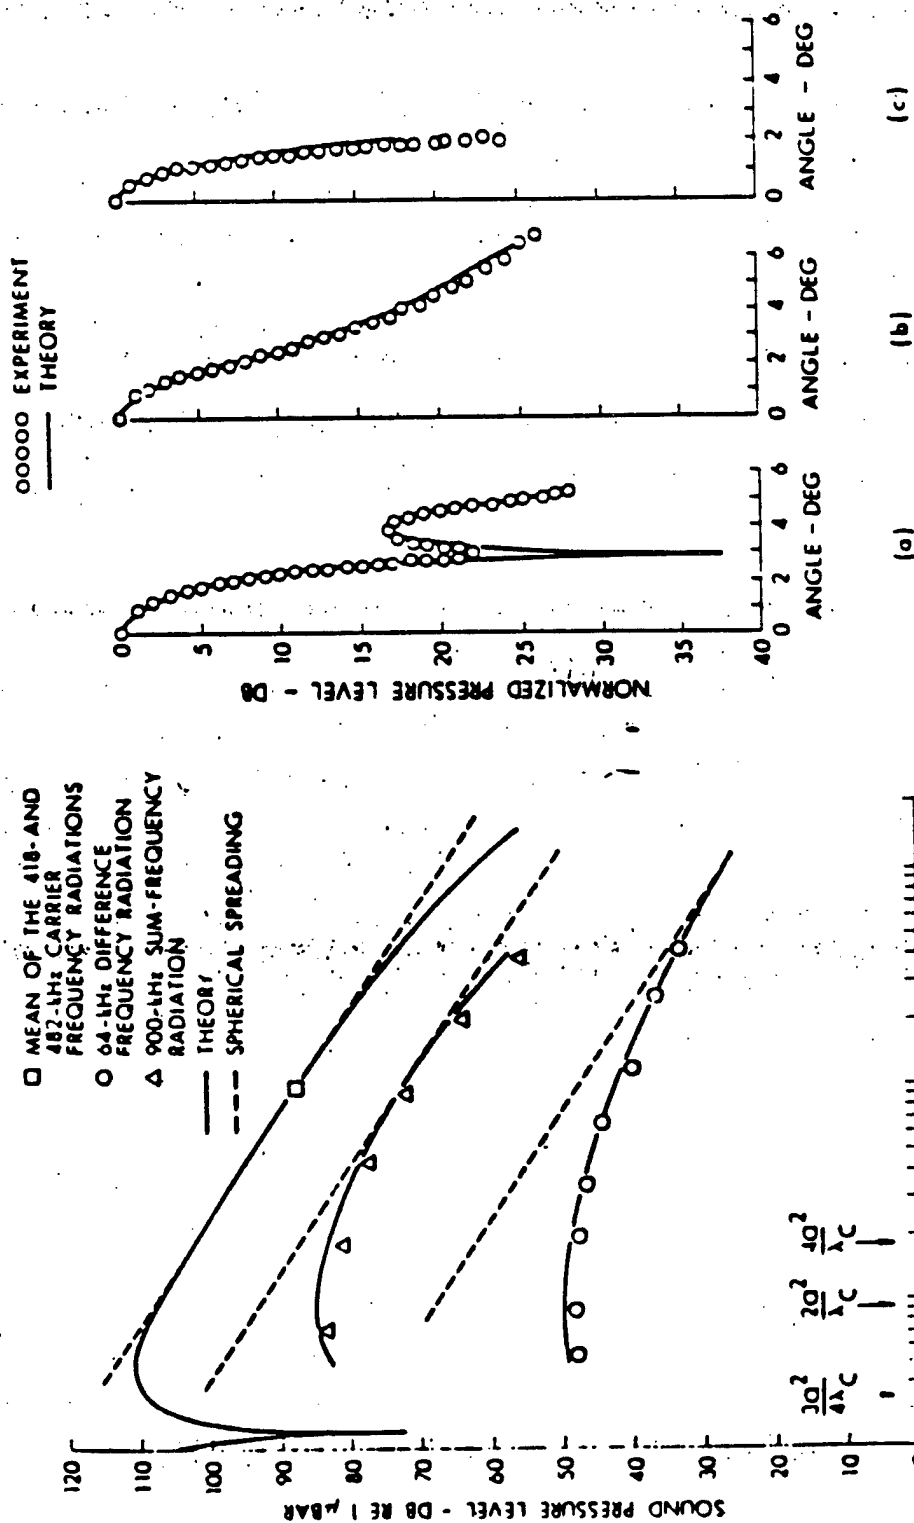 □ MEAN OF THE 418- AND
482-kHz CARRIER
FREQUENCY RADIATIONS
○ 64-kHz DIFFERENCE
FREQUENCY RADIATION
△ 900-kHz SUM-FREQUENCY
RADIATION
—— THEORY
--- SPHERICAL SPREADING
SOUND PRESSURE LEVEL - DB RE 1 μBAR
120
110
100
90
80
70
60
50
40
30
20
10
3a²
4λC
2a²
λC
4a²
λC
OOOOO EXPERIMENT
—— THEORY
NORMALIZED PRESSURE LEVEL - DB
0
5
10
15
20
25
30
35
40
0 2 4 6
ANGLE - DEG
(a)
0 2 4 6
ANGLE - DEG
(b)
0 2 4 6
ANGLE - DEG
(c)